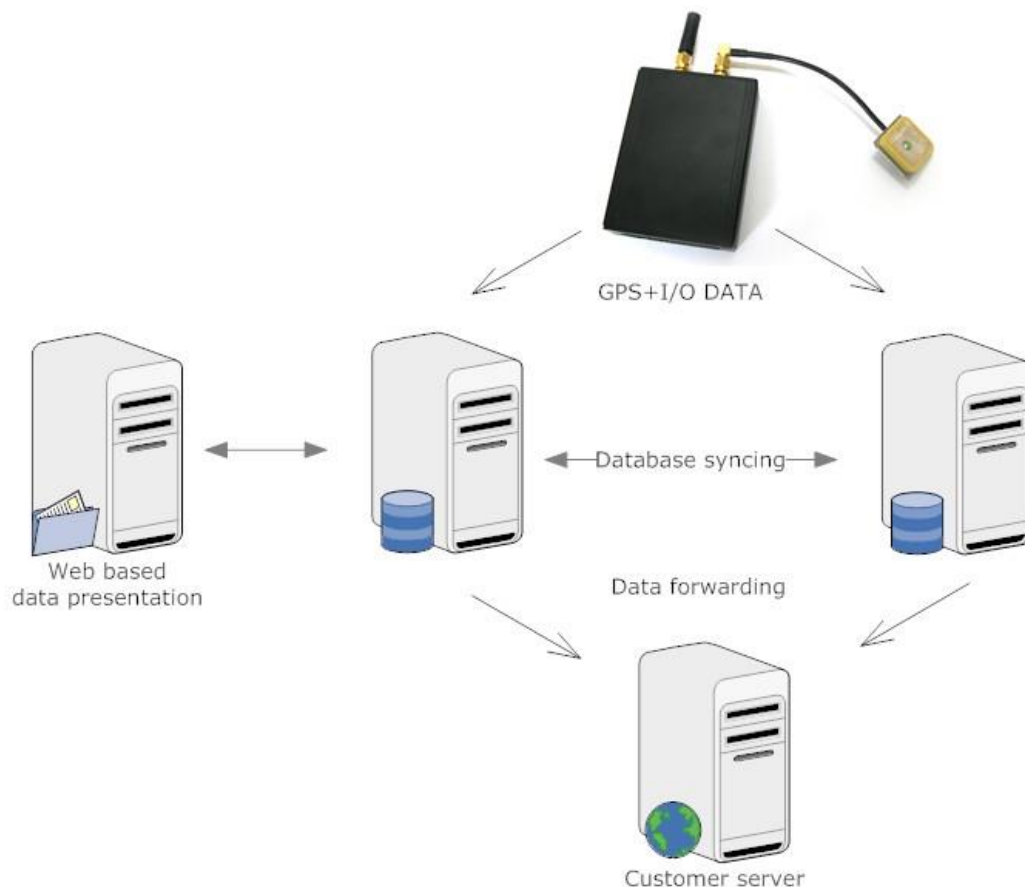 GPS+I/O DATA
Database syncing
Web based
data presentation
Data forwarding
Customer server